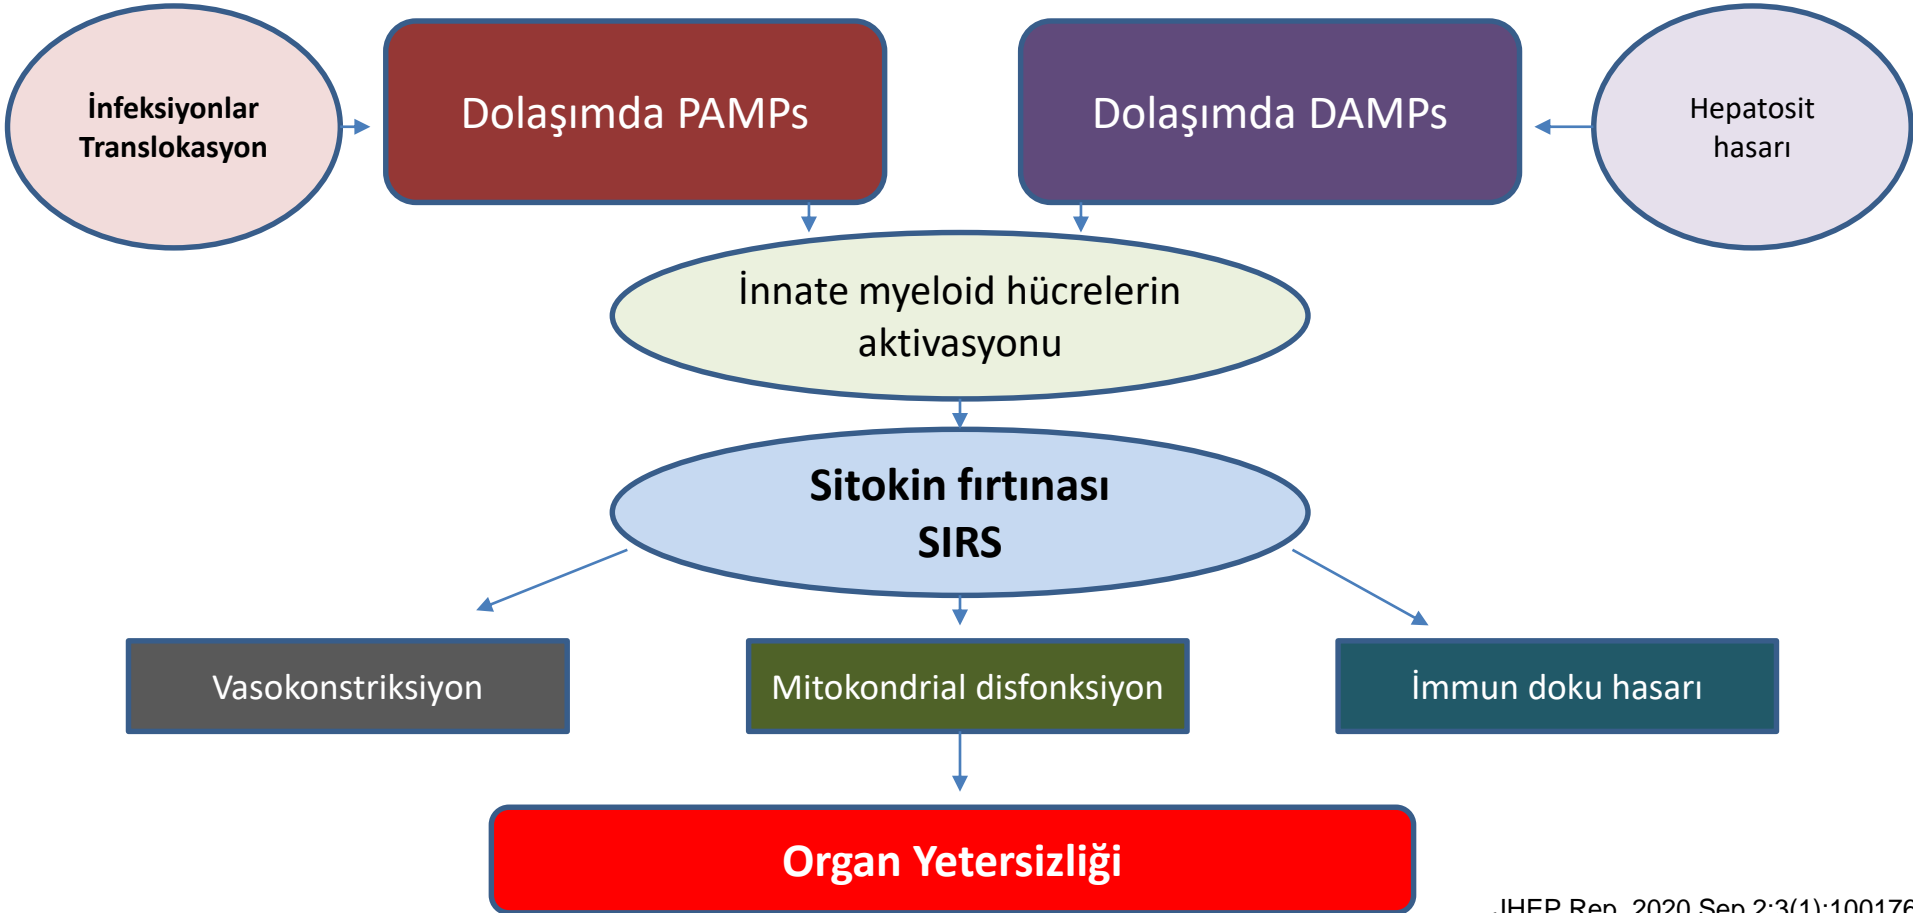 İnfeksiyonlar
Translokasyon
Dolaşımda PAMPs
Dolaşımda DAMPs
Hepatosit
hasarı
İnnate myeloid hücrelerin
aktivasyonu
Sitokin fırtınası
SIRS
Vasokonstriksiyon
Mitokondrial disfonksiyon
İmmun doku hasarı
Organ Yetersizliği
JHEP Rep. 2020 Sep 2;3(1):100176